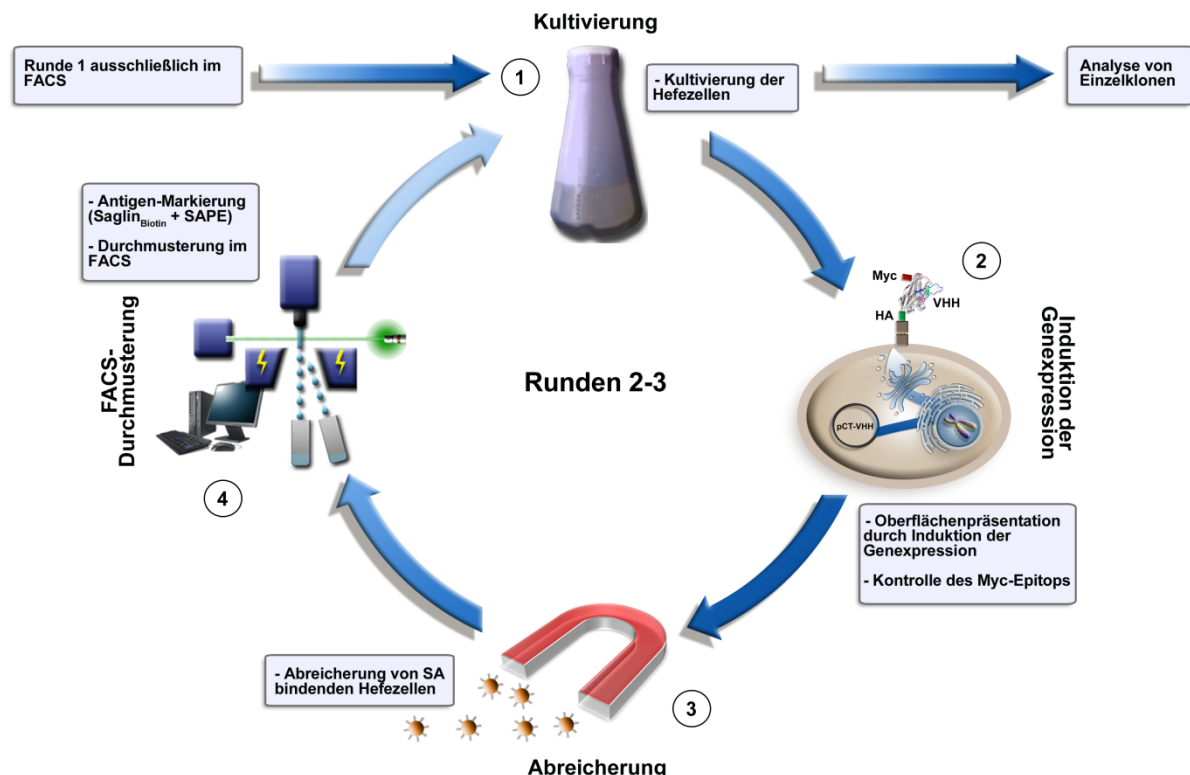 Kultivierung
Runde 1 ausschließlich im
FACS
1
- Kultivierung der
Hefezellen
Analyse von
Einzelklonen
- Antigen-Markierung
(Saglin_Biotin + SAPE)
- Durchmusterung im
FACS
2
Myc
VHH
HA
pCT-VHH
Induktion der
Genexpression
FACS-
Durchmusterung
Runden 2-3
4
- Oberflächenpräsentation
durch Induktion der
Genexpression
- Kontrolle des Myc-Epitops
- Abreicherung von SA
bindenden Hefezellen
3
Abreicherung